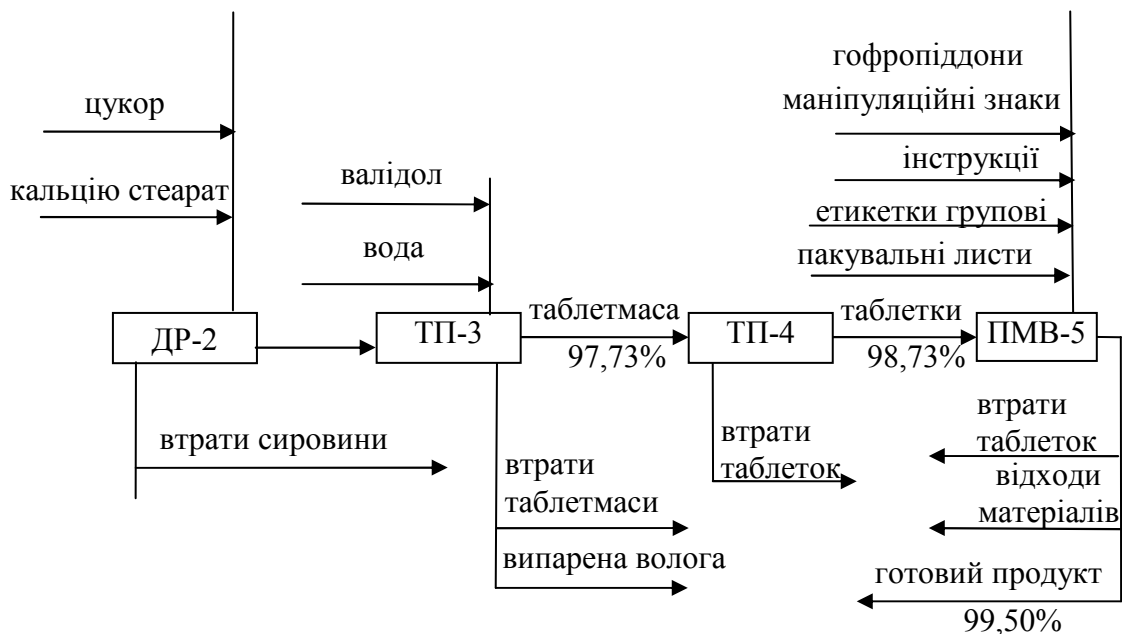 цукор
кальцію стеарат
валідол
вода
гофропіддони
маніпуляційні знаки
інструкції
етикетки групові
пакувальні листи
ДР-2
ТП-3
таблетмаса
97,73%
ТП-4
таблетки
98,73%
ПМВ-5
втрати сировини
втрати
таблетмаси
випарена волога
втрати
таблеток
втрати
таблеток
відходи
матеріалів
готовий продукт
99,50%